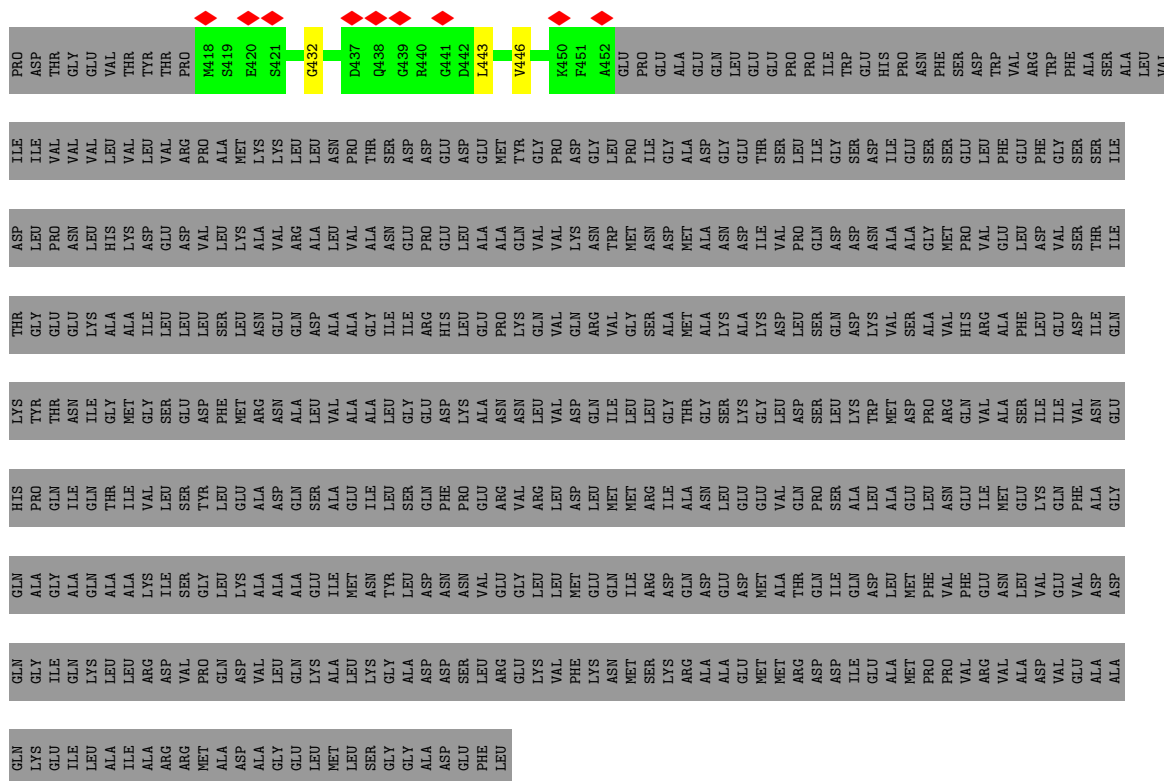 PRO ASP THR GLY GLU VAL THR TYR THR PRO M418 S419 E420 S421 G432 D437 Q438 G439 R440 G441 D442 L443 V446 K450 F451 A452 GLU PRO GLU ALA GLU GLN LEU GLU GLU PRO PRO ILE TRP GLU HIS PRO ASN PHE SER ASP TRP VAL ARG TRP PHE ALA SER ALA LEU VAL
ILE ILE VAL VAL VAL LEU VAL LEU VAL ARG PRO ALA MET LYS LYS LEU LEU ASN PRO THR SER ASP ASP GLU ASP GLU MET TYR GLY PRO ASP GLY LEU PRO ILE GLY ALA ASP GLY GLU THR SER LEU ILE GLY SER ASP ILE GLU SER SER GLU LEU PHE GLU PHE GLY SER SER ILE
ASP LEU PRO ASN LEU HIS LYS ASP GLU ASP VAL LEU LYS ALA VAL ARG ALA LEU VAL ALA ASN GLU PRO GLU LEU ALA ALA GLN VAL VAL LYS ASN TRP MET ASN ASP MET ALA ASN ASP ILE VAL PRO GLN ASP ASP ASN ALA ALA GLY MET PRO VAL GLU LEU ASP VAL SER THR ILE
THR GLY GLU GLU LYS ALA ALA ILE LEU LEU LEU SER LEU ASN GLU GLN ASP ALA ALA GLY ILE ILE ARG HIS LEU GLU PRO LYS GLN VAL GLN ARG VAL GLY SER ALA MET ALA LYS ALA LYS ASP LEU SER GLN ASP LYS VAL SER ALA VAL HIS ARG ALA PHE LEU GLU ASP ILE GLN
LYS TYR THR ASN ILE GLY MET GLY SER GLU ASP PHE MET ARG ASN ALA LEU VAL ALA ALA LEU GLY GLU ASP LYS ALA ASN ASN LEU VAL ASP GLN ILE LEU LEU GLY THR GLY SER LYS GLY LEU ASP SER LEU LYS TRP MET ASP PRO ARG GLN VAL ALA SER ILE ILE VAL ASN GLU
HIS PRO GLN ILE GLN THR ILE VAL LEU SER TYR LEU GLU ALA ASP GLN SER ALA GLU ILE LEU SER GLN PHE PRO GLU ARG VAL ARG LEU ASP LEU MET MET ARG ILE ALA ASN LEU GLU GLU VAL GLN PRO SER ALA LEU ALA GLU LEU ASN GLU ILE MET GLU LYS GLN PHE ALA GLY
GLN ALA GLY ALA GLN ALA ALA LYS ILE SER GLY LEU LYS ALA ALA ALA GLU ILE MET ASN TYR LEU ASP ASN ASN VAL GLU GLY LEU LEU MET GLU GLN ILE ARG ASP GLN ASP GLU ASP MET ALA THR GLN ILE GLN ASP LEU MET PHE VAL PHE GLU ASN LEU VAL GLU VAL ASP ASP
GLN GLY ILE GLN LYS LEU LEU ARG ASP VAL PRO GLN ASP VAL LEU GLN LYS ALA LEU LYS GLY ALA ASP ASP SER LEU ARG GLU LYS VAL PHE LYS ASN MET SER LYS ARG ALA ALA GLU MET MET ARG ASP ASP ILE GLU ALA MET PRO PRO VAL ARG VAL ALA ASP VAL GLU ALA ALA
GLN LYS GLU ILE LEU ALA ILE ALA ARG ARG MET ALA ASP ALA GLY GLU LEU MET LEU SER GLY GLY ALA ASP GLU PHE LEU